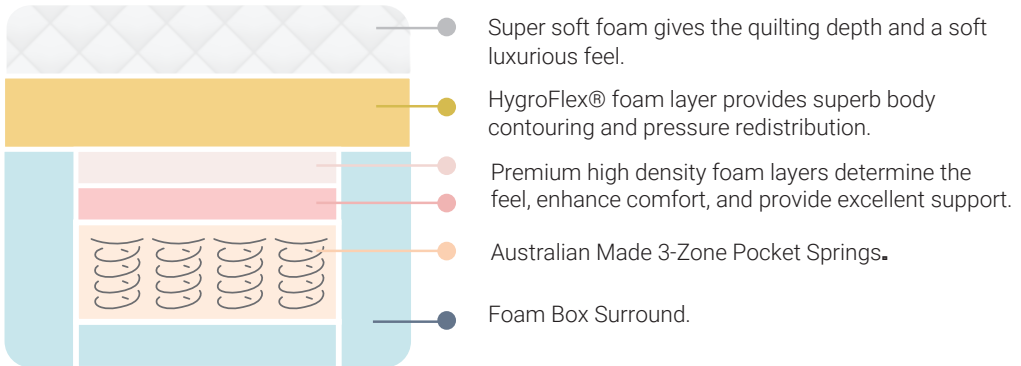 Super soft foam gives the quilting depth and a soft
luxurious feel.
HygroFlex® foam layer provides superb body
contouring and pressure redistribution.
Premium high density foam layers determine the
feel, enhance comfort, and provide excellent support.
Australian Made 3-Zone Pocket Springs.
Foam Box Surround.